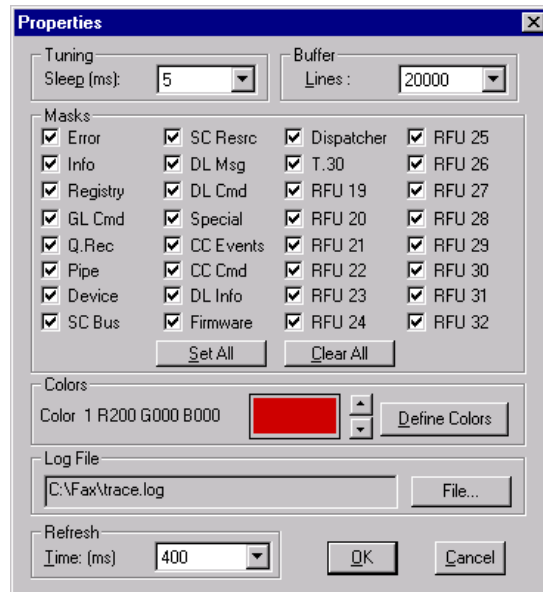 Properties
Tuning
Sleep (ms): 5
Buffer
Lines : 20000
Masks
Error SC Resrc Dispatcher RFU 25
Info DL Msg T.30 RFU 26
Registry DL Cmd RFU 19 RFU 27
GL Cmd Special RFU 20 RFU 28
Q.Rec CC Events RFU 21 RFU 29
Pipe CC Cmd RFU 22 RFU 30
Device DL Info RFU 23 RFU 31
SC Bus Firmware RFU 24 RFU 32
Set All Clear All
Colors
Color 1 R200 G000 B000 Define Colors
Log File
C:\Fax\trace.log File...
Refresh
Time: (ms) 400 OK Cancel